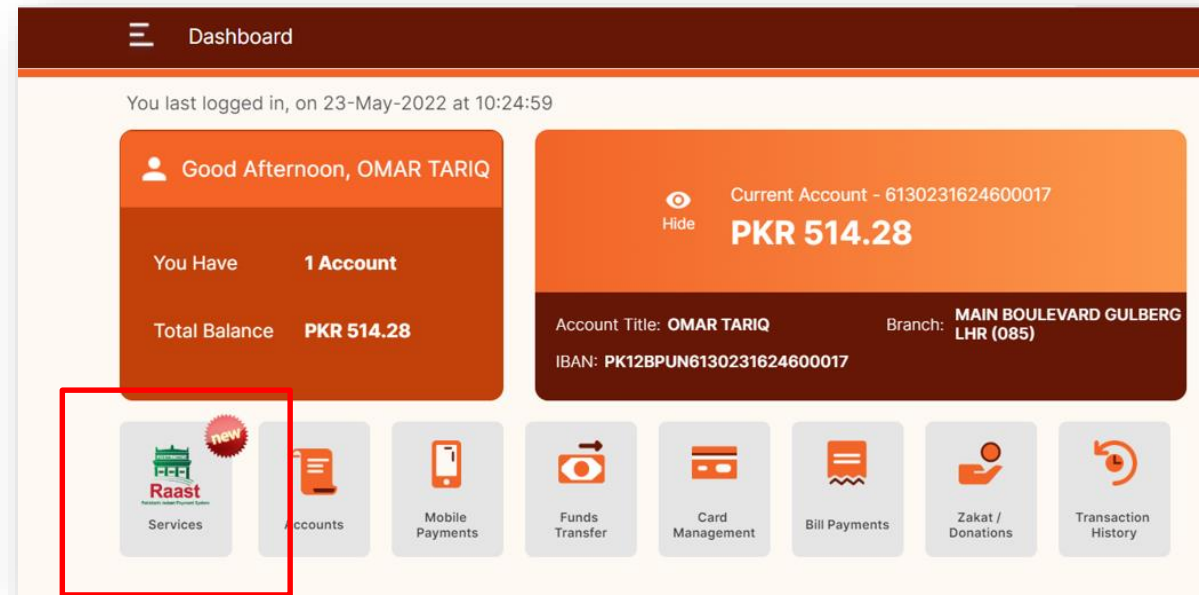 Dashboard
You last logged in, on 23-May-2022 at 10:24:59
Good Afternoon, OMAR TARIQ
You Have 1 Account
Total Balance PKR 514.28
Hide
Current Account - 6130231624600017
PKR 514.28
Account Title: OMAR TARIQ
Branch: MAIN BOULEVARD GULBERG
LHR (085)
IBAN: PK12BPUN6130231624600017
new
Raast
Services
Accounts
Mobile
Payments
Funds
Transfer
Card
Management
Bill Payments
Zakat /
Donations
Transaction
History